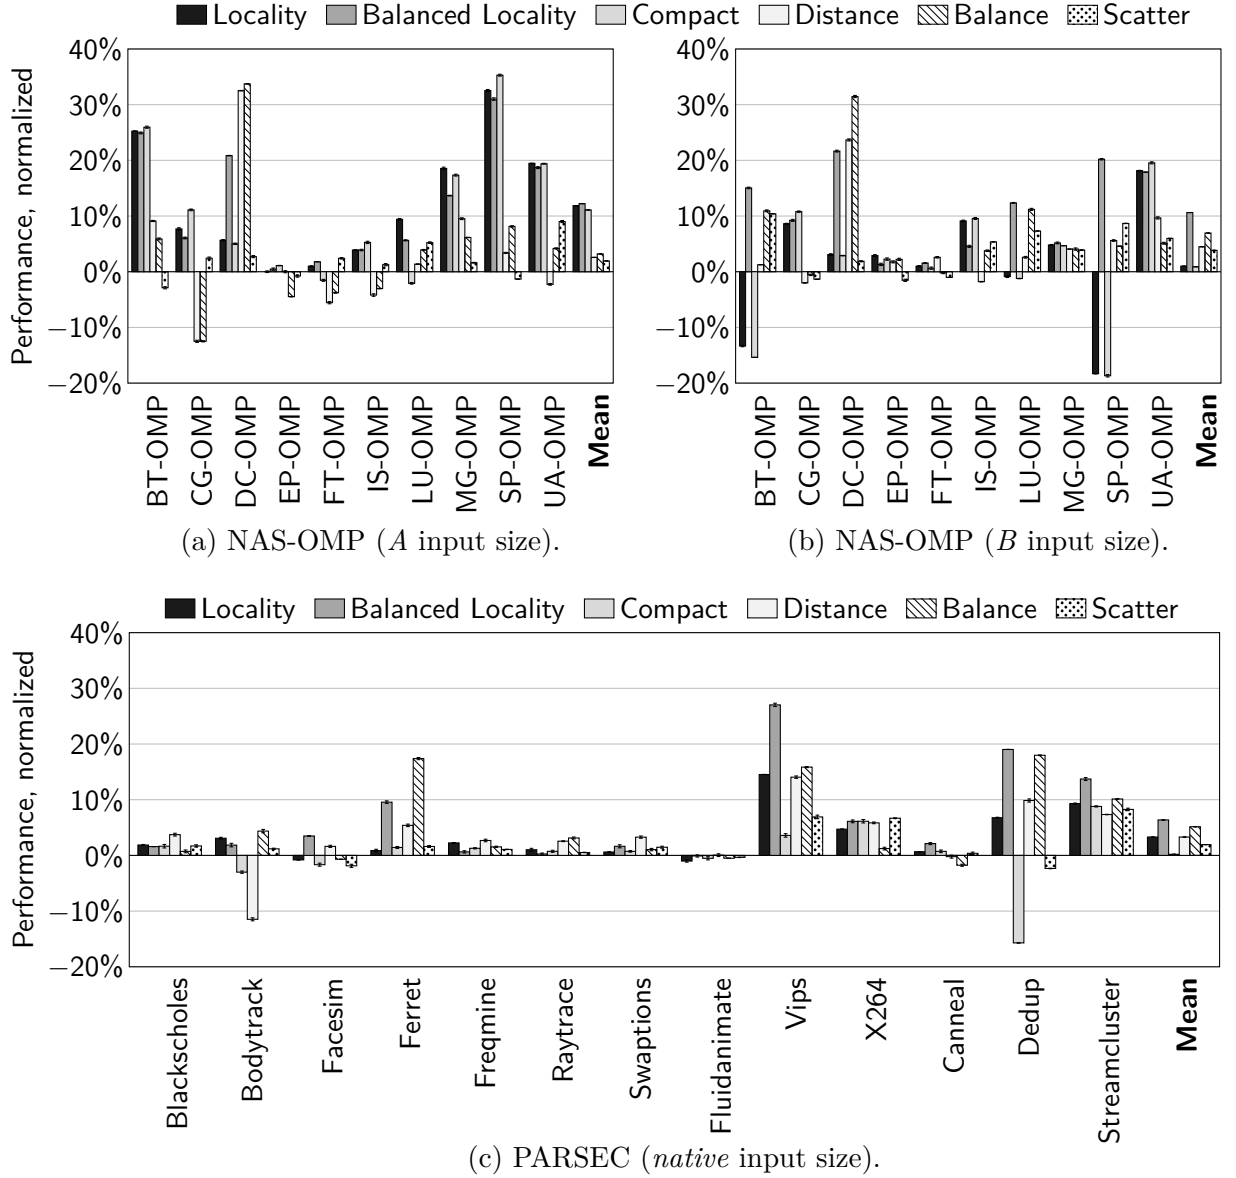 Locality Balanced Locality Compact Distance Balance Scatter
Performance, normalized
40%
30%
20%
10%
0%
−10%
−20%
BT-OMP
CG-OMP
DC-OMP
EP-OMP
FT-OMP
IS-OMP
LU-OMP
MG-OMP
SP-OMP
UA-OMP
Mean
(a) NAS-OMP (A input size).
40%
30%
20%
10%
0%
−10%
−20%
BT-OMP
CG-OMP
DC-OMP
EP-OMP
FT-OMP
IS-OMP
LU-OMP
MG-OMP
SP-OMP
UA-OMP
Mean
(b) NAS-OMP (B input size).
Locality Balanced Locality Compact Distance Balance Scatter
Performance, normalized
40%
30%
20%
10%
0%
−10%
−20%
Blackscholes
Bodytrack
Facesim
Ferret
Freqmine
Raytrace
Swaptions
Fluidanimate
Vips
X264
Canneal
Dedup
Streamcluster
Mean
(c) PARSEC (native input size).